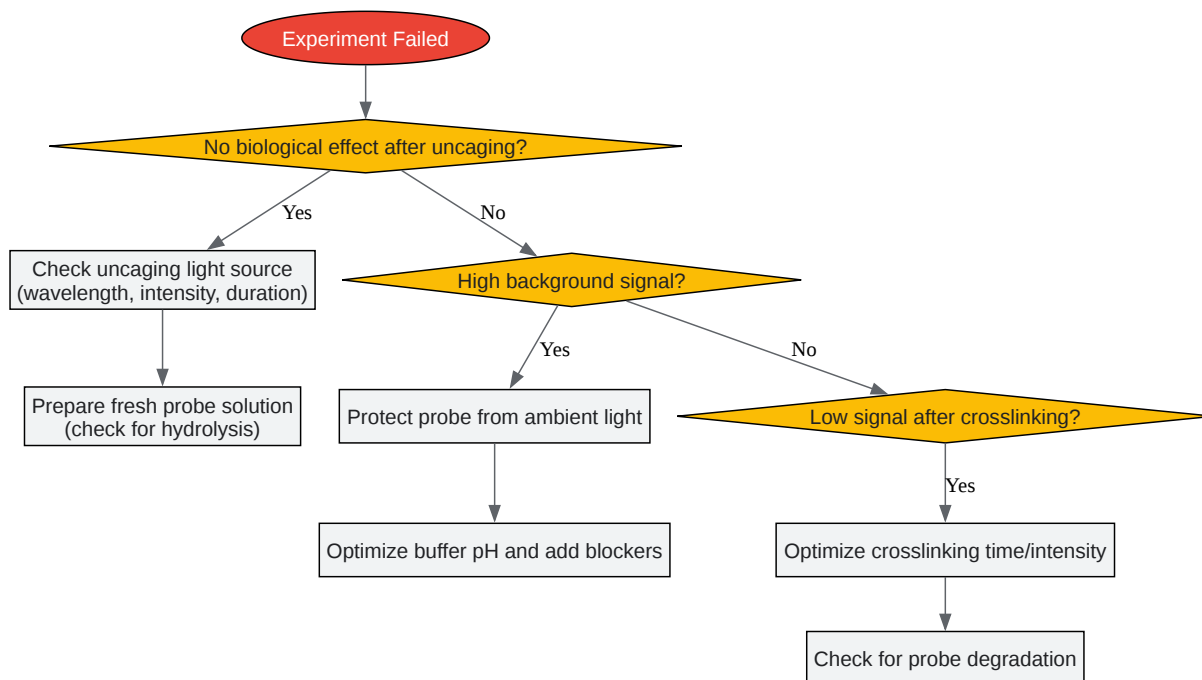 Experiment Failed
No biological effect after uncaging?
Yes
No
Check uncaging light source
(wavelength, intensity, duration)
High background signal?
Yes
No
Prepare fresh probe solution
(check for hydrolysis)
Protect probe from ambient light
Low signal after crosslinking?
Yes
Optimize buffer pH and add blockers
Optimize crosslinking time/intensity
Check for probe degradation